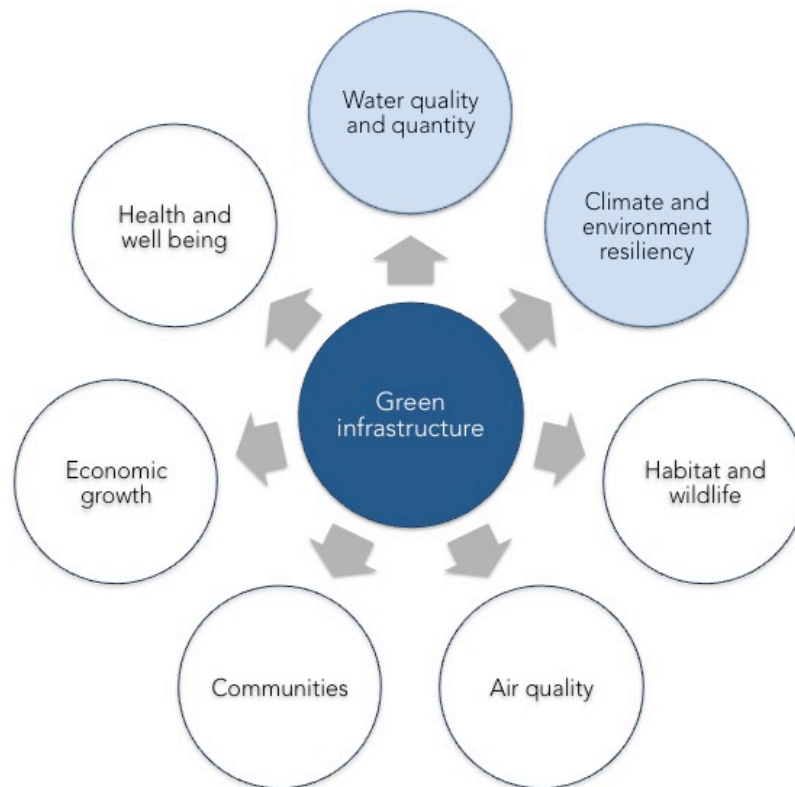 Water quality
and quantity
Climate and
environment
resiliency
Health and
well being
Green
infrastructure
Economic
growth
Habitat and
wildlife
Communities
Air quality